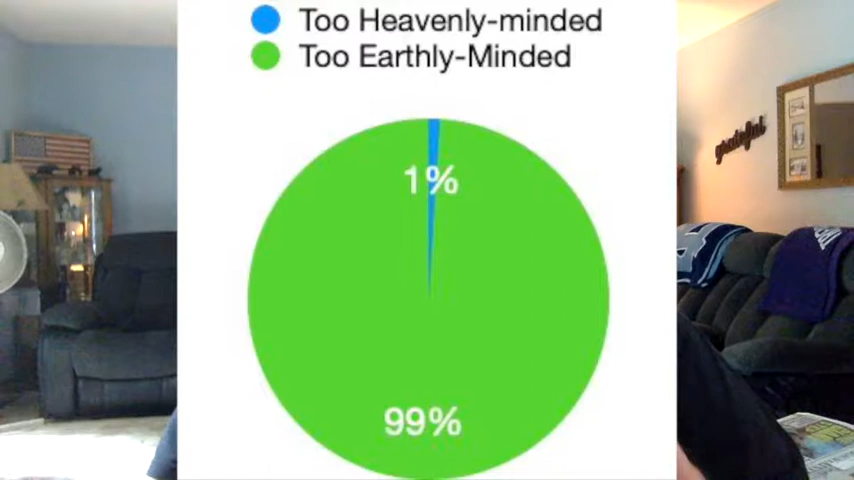 Too Heavenly-minded
Too Earthly-Minded
1%
99%
grateful